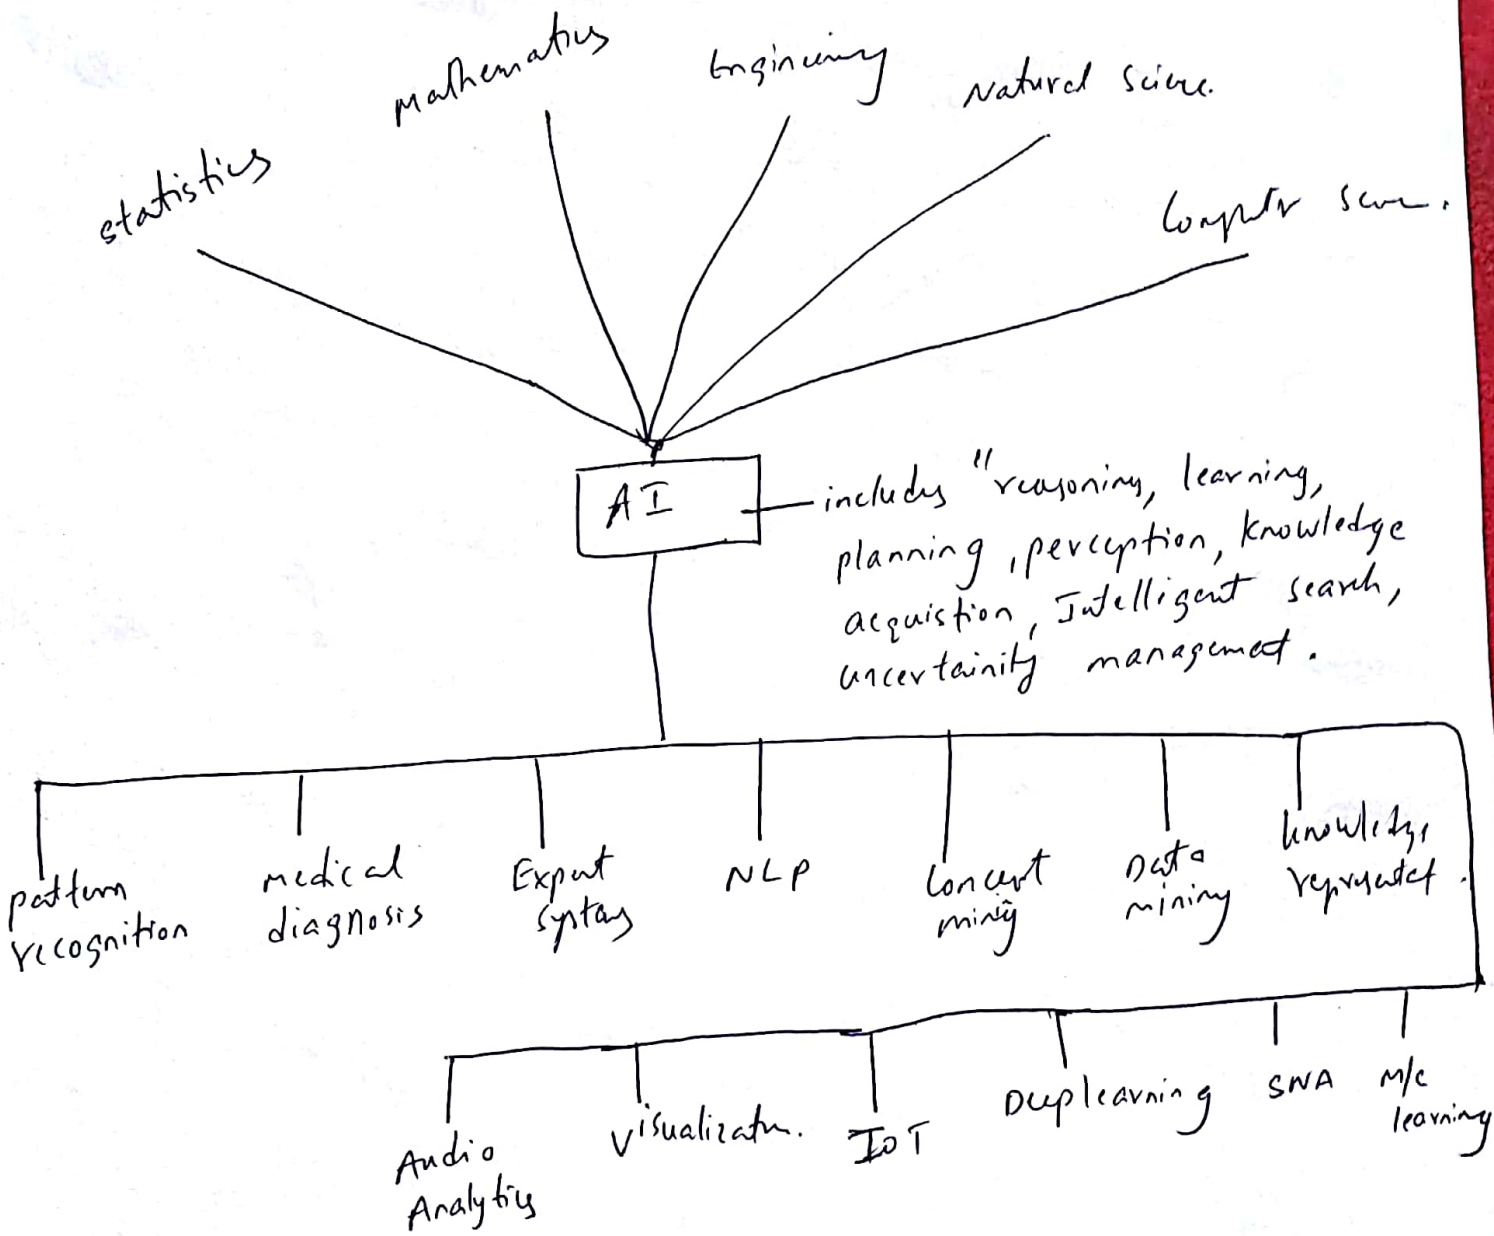 statistics
Mathematics
Engineering
Natural Science.
Computer Science.
AI
includes "reasoning, learning,
planning, perception, knowledge
acquistion, Intelligent search,
uncertainity management.
pattern
recognition
medical
diagnosis
Expert
systems
NLP
Concept
mining
Data
mining
knowledge
representat.
Audio
Analytics
Visualizatn.
IoT
Deeplearning
SNA
M/c
learning